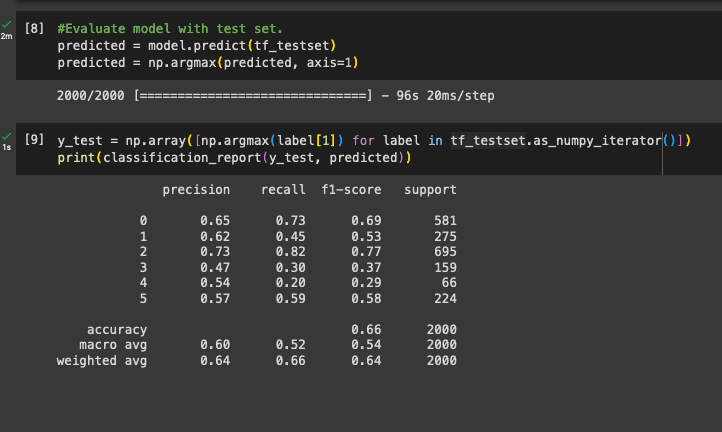 [8] #Evaluate model with test set.
2m
predicted = model.predict(tf_testset)
predicted = np.argmax(predicted, axis=1)
2000/2000 [==============================] - 96s 20ms/step
[9] y_test = np.array([np.argmax(label[1]) for label in tf_testset.as_numpy_iterator()])
1s
print(classification_report(y_test, predicted))
precision recall f1-score support
0 0.65 0.73 0.69 581
1 0.62 0.45 0.53 275
2 0.73 0.82 0.77 695
3 0.47 0.30 0.37 159
4 0.54 0.20 0.29 66
5 0.57 0.59 0.58 224
accuracy 0.66 2000
macro avg 0.60 0.52 0.54 2000
weighted avg 0.64 0.66 0.64 2000